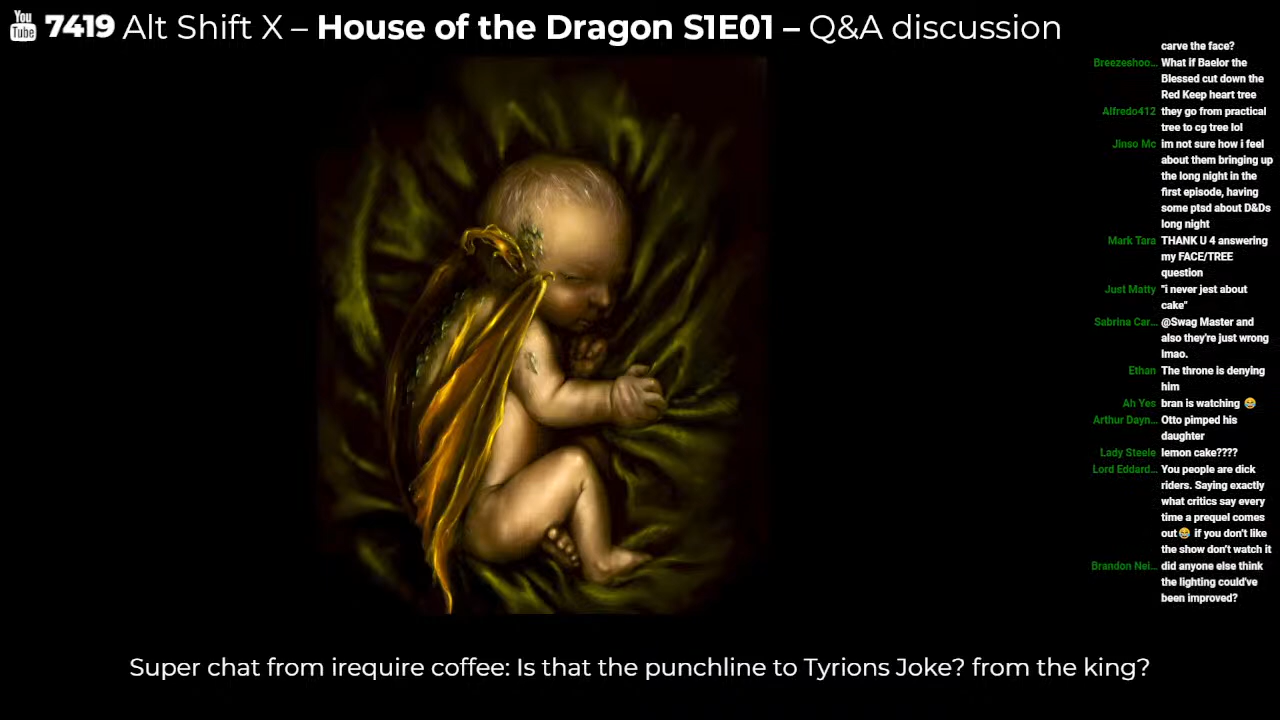 You Tube 7419 Alt Shift X – House of the Dragon S1E01 – Q&A discussion
carve the face?
Breezeshoo... What if Baelor the
Blessed cut down the
Red Keep heart tree
Alfredo412 they go from practical
tree to cg tree lol
Jinso Mc im not sure how i feel
about them bringing up
the long night in the
first episode, having
some ptsd about D&Ds
long night
Mark Tara THANK U 4 answering
my FACE/TREE
question
Just Matty "i never jest about
cake"
Sabrina Car... @Swag Master and
also they're just wrong
lmao.
Ethan The throne is denying
him
Ah Yes bran is watching 😂
Arthur Dayn... Otto pimped his
daughter
Lady Steele lemon cake????
Lord Eddard... You people are dick
riders. Saying exactly
what critics say every
time a prequel comes
out😂 if you don't like
the show don't watch it
Brandon Nei... did anyone else think
the lighting could've
been improved?
Super chat from irequire coffee: Is that the punchline to Tyrions Joke? from the king?